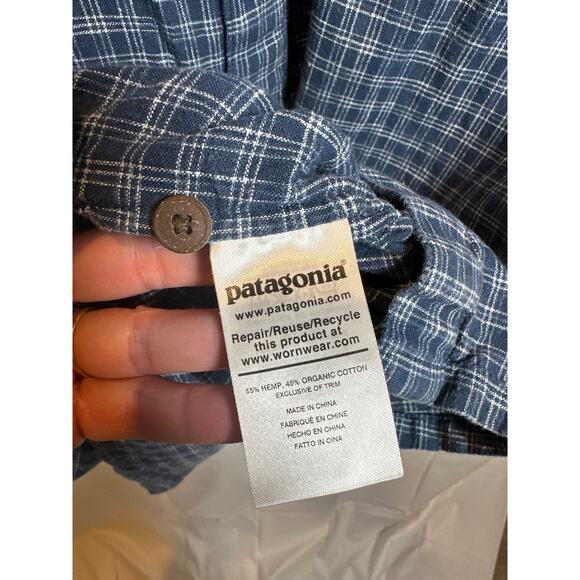 patagonia®
www.patagonia.com
Repair/Reuse/Recycle
this product at
www.wornwear.com
55% HEMP, 45% ORGANIC COTTON
EXCLUSIVE OF TRIM
MADE IN CHINA
FABRIQUÉ EN CHINE
HECHO EN CHINA
FATTO IN CINA